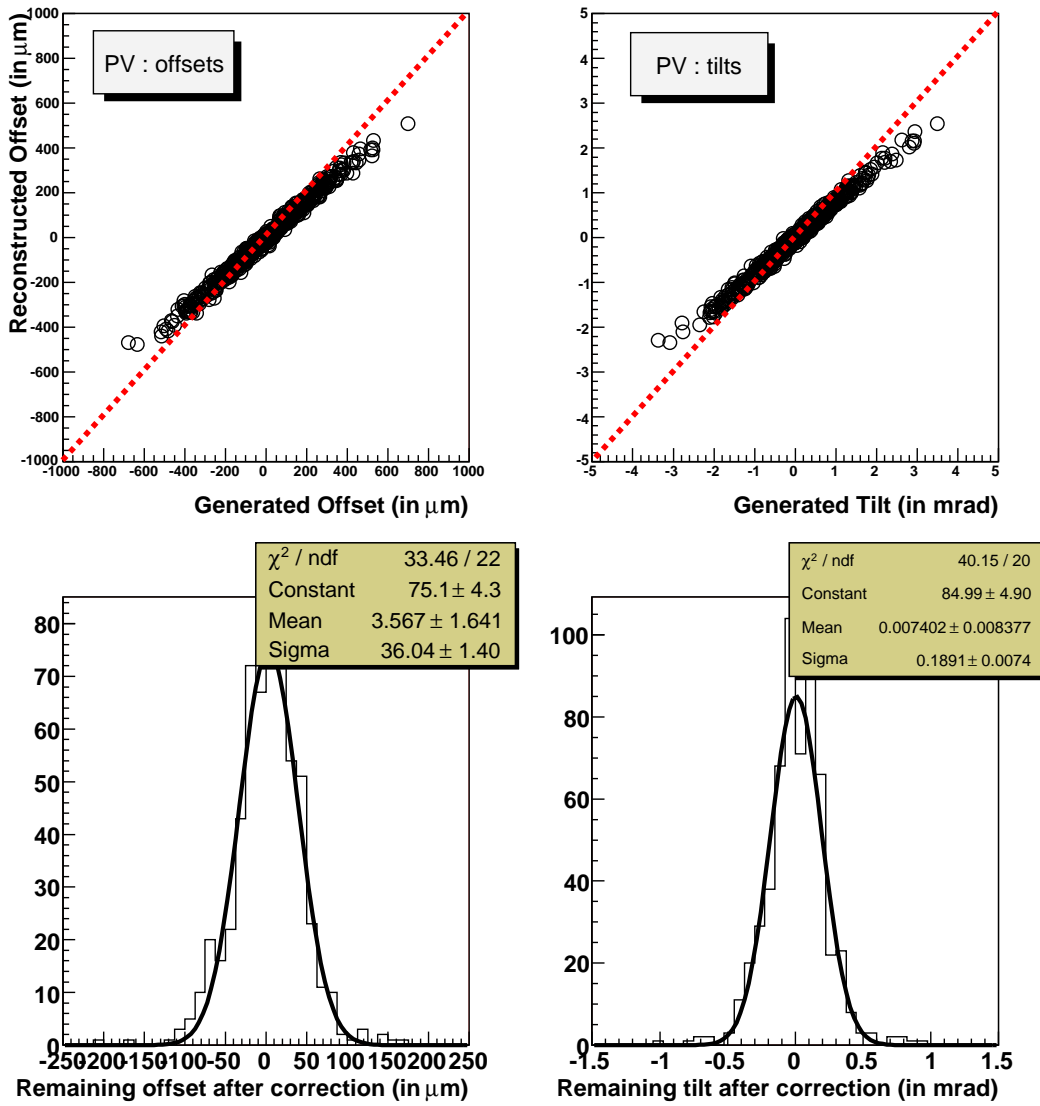 PV : offsets
Reconstructed Offset (in μm)
1000
800
600
400
200
0
-200
-400
-600
-800
-1000
-1000 -800 -600 -400 -200 0 200 400 600 800 1000
Generated Offset (in μm)
PV : tilts
5
4
3
2
1
0
-1
-2
-3
-4
-5
-5 -4 -3 -2 -1 0 1 2 3 4 5
Generated Tilt (in mrad)
χ² / ndf 33.46 / 22
Constant 75.1 ± 4.3
Mean 3.567 ± 1.641
Sigma 36.04 ± 1.40
80
70
60
50
40
30
20
10
0
-250 -200 -150 -100 -50 0 50 100 150 200 250
Remaining offset after correction (in μm)
χ² / ndf 40.15 / 20
Constant 84.99 ± 4.90
Mean 0.007402 ± 0.008377
Sigma 0.1891 ± 0.0074
100
80
60
40
20
0
-1.5 -1 -0.5 0 0.5 1 1.5
Remaining tilt after correction (in mrad)